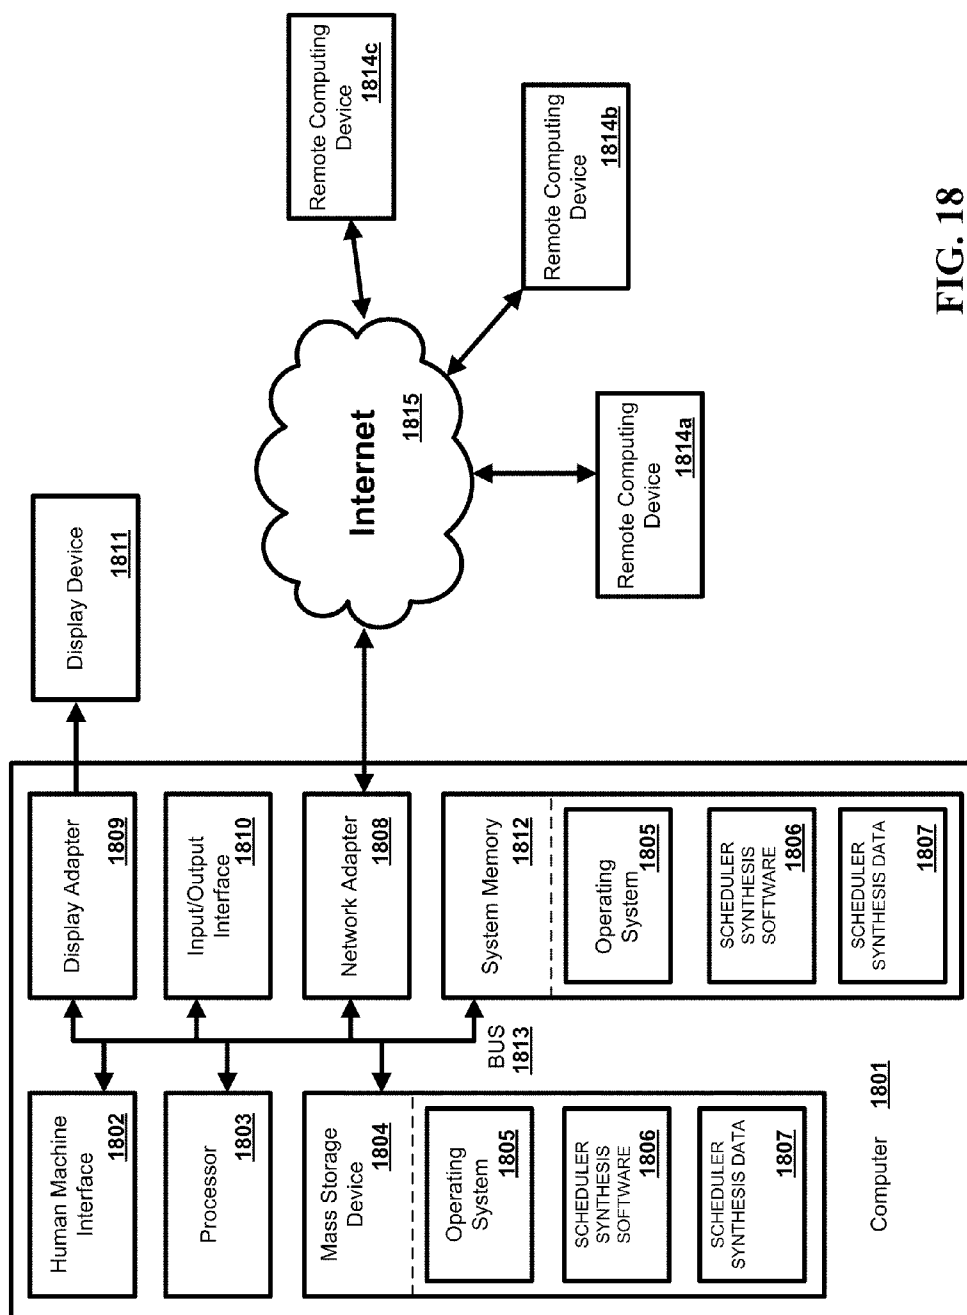 Human Machine
Interface
1802
Processor
1803
Mass Storage
Device
1804
Operating
System
1805
SCHEDULER
SYNTHESIS
SOFTWARE
1806
SCHEDULER
SYNTHESIS DATA
1807
Computer 1801
BUS
1813
Display Adapter
1809
Input/Output
Interface
1810
Network Adapter
1808
System Memory
1812
Operating
System
1805
SCHEDULER
SYNTHESIS
SOFTWARE
1806
SCHEDULER
SYNTHESIS DATA
1807
Display Device
1811
Internet
1815
Remote Computing
Device
1814a
Remote Computing
Device
1814b
Remote Computing
Device
1814c
FIG. 18